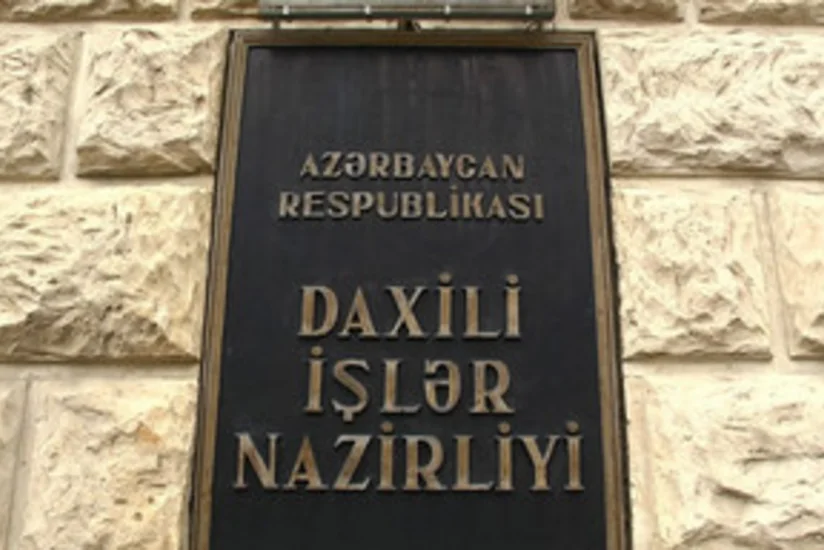 AZƏRBAYCAN
RESPUBLİKASI
DAXİLİ
İŞLƏR
NAZİRLİYİ